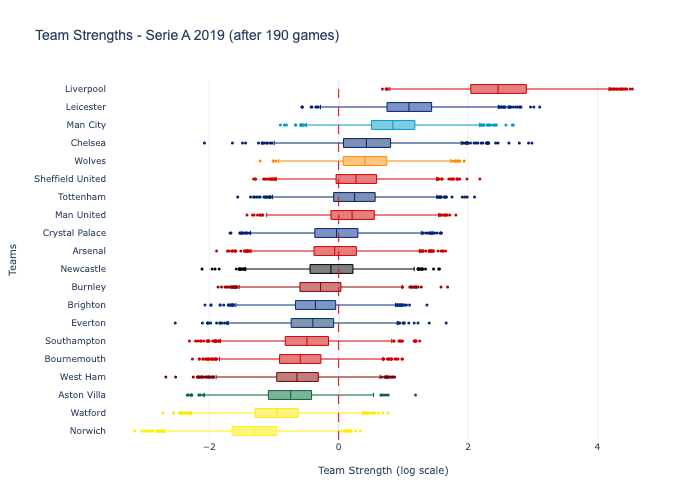 Team Strengths - Serie A 2019 (after 190 games)
Liverpool
Leicester
Man City
Chelsea
Wolves
Sheffield United
Tottenham
Man United
Crystal Palace
Arsenal
Newcastle
Burnley
Brighton
Everton
Southampton
Bournemouth
West Ham
Aston Villa
Watford
Norwich
Teams
−2 0 2 4
Team Strength (log scale)